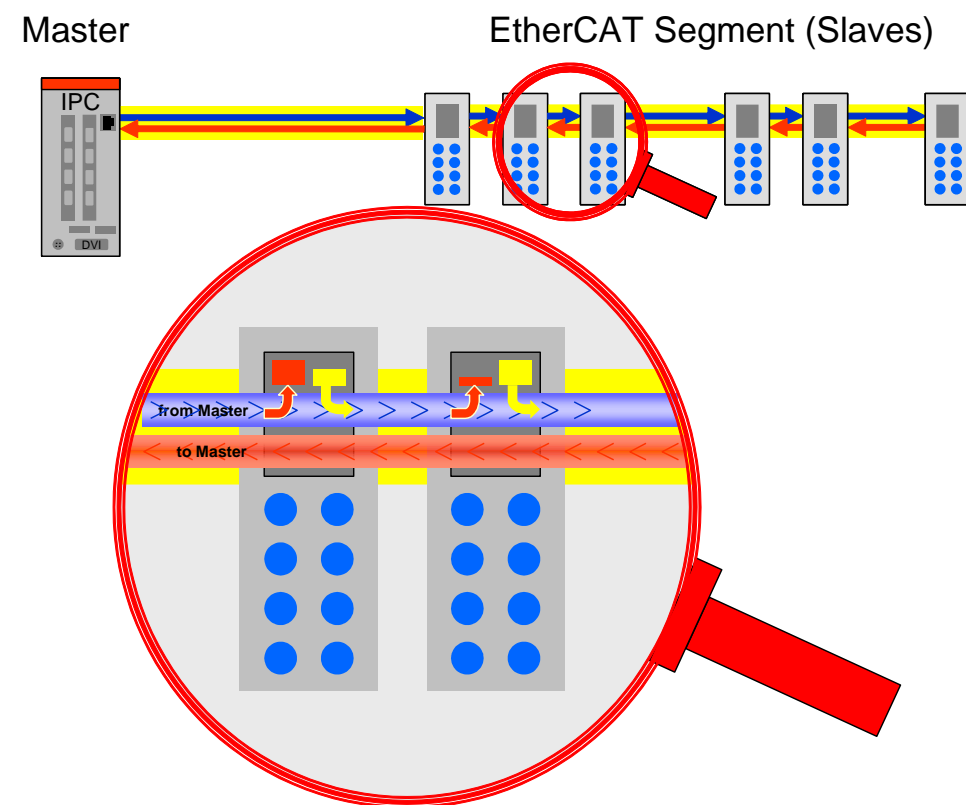 Master
EtherCAT Segment (Slaves)
IPC
DVI
from Master
to Master